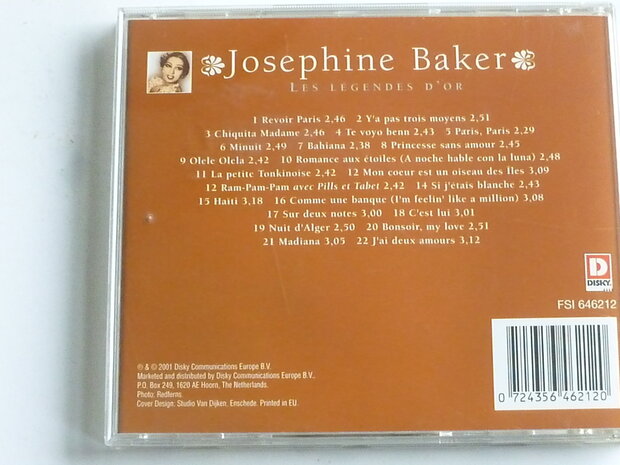 Josephine Baker
LES LÉGENDES D'OR
1 Revoir Paris 2,46 2 Y'a pas trois moyens 2,51
3 Chiquita Madame 2,46 4 Te voyo benn 2,43 5 Paris, Paris 2.29
6 Minuit 2,49 7 Bahiana 2,38 8 Princesse sans amour 2,45
9 Olele Olela 2,42 10 Romance aux étoiles (A noche hable con la luna) 2,48
11 La petite Tonkinoise 2,42 12 Mon coeur est un oiseau des Iles 3,09
12 Ram-Pam-Pam avec Pills et Tabet 2,42 14 Si j'étais blanche 2,43
15 Haiti 3,18 16 Comme une banque (I'm feelin' like a million) 3,08
17 Sur deux notes 3,00 18 C'est lui 3,01
19 Nuit d'Alger 2,50 20 Bonsoir, my love 2,51
21 Madiana 3,05 22 J'ai deux amours 3,12
D
DISKY
FSI 646212
℗ & © 2001 Disky Communications Europe B.V.
Marketed and distributed by Disky Communications Europe B.V..
P.O. Box 249, 1620 AE Hoorn, The Netherlands.
Photo: Redferns
Cover Design: Studio Van Dijken, Enschede. Printed in EU.
0 724356 462120